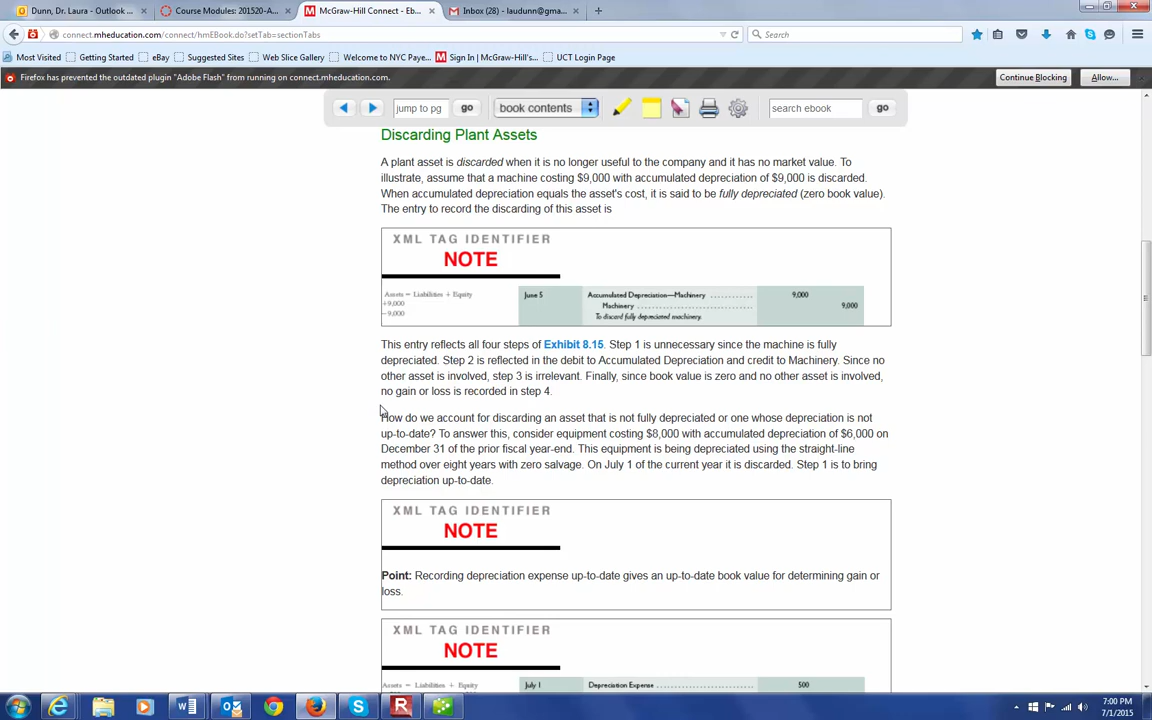 Dunn, Dr. Laura - Outlook ... × Course Modules: 201520-A... × McGraw-Hill Connect - Eb... × Inbox (28) - laudunn@gma... × +
connect.mheducation.com/connect/hmEBook.do?setTab=sectionTabs Search
Most Visited Getting Started eBay Suggested Sites Web Slice Gallery Welcome to NYC Paye... Sign In | McGraw-Hill's... UCT Login Page
Firefox has prevented the outdated plugin "Adobe Flash" from running on connect.mheducation.com. Continue Blocking Allow...
jump to pg go book contents search ebook go
Discarding Plant Assets
A plant asset is discarded when it is no longer useful to the company and it has no market value. To
illustrate, assume that a machine costing $9,000 with accumulated depreciation of $9,000 is discarded.
When accumulated depreciation equals the asset's cost, it is said to be fully depreciated (zero book value).
The entry to record the discarding of this asset is
XML TAG IDENTIFIER
NOTE
Assets = Liabilities + Equity June 5 Accumulated Depreciation—Machinery ............. 9,000
+9,000
−9,000 Machinery ................................. 9,000
To discard fully depreciated machinery.
This entry reflects all four steps of Exhibit 8.15. Step 1 is unnecessary since the machine is fully
depreciated. Step 2 is reflected in the debit to Accumulated Depreciation and credit to Machinery. Since no
other asset is involved, step 3 is irrelevant. Finally, since book value is zero and no other asset is involved,
no gain or loss is recorded in step 4.
How do we account for discarding an asset that is not fully depreciated or one whose depreciation is not
up-to-date? To answer this, consider equipment costing $8,000 with accumulated depreciation of $6,000 on
December 31 of the prior fiscal year-end. This equipment is being depreciated using the straight-line
method over eight years with zero salvage. On July 1 of the current year it is discarded. Step 1 is to bring
depreciation up-to-date.
XML TAG IDENTIFIER
NOTE
Point: Recording depreciation expense up-to-date gives an up-to-date book value for determining gain or
loss.
XML TAG IDENTIFIER
NOTE
Assets = Liabilities + Equity July 1 Depreciation Expense ........................... 500
7:00 PM
7/1/2015